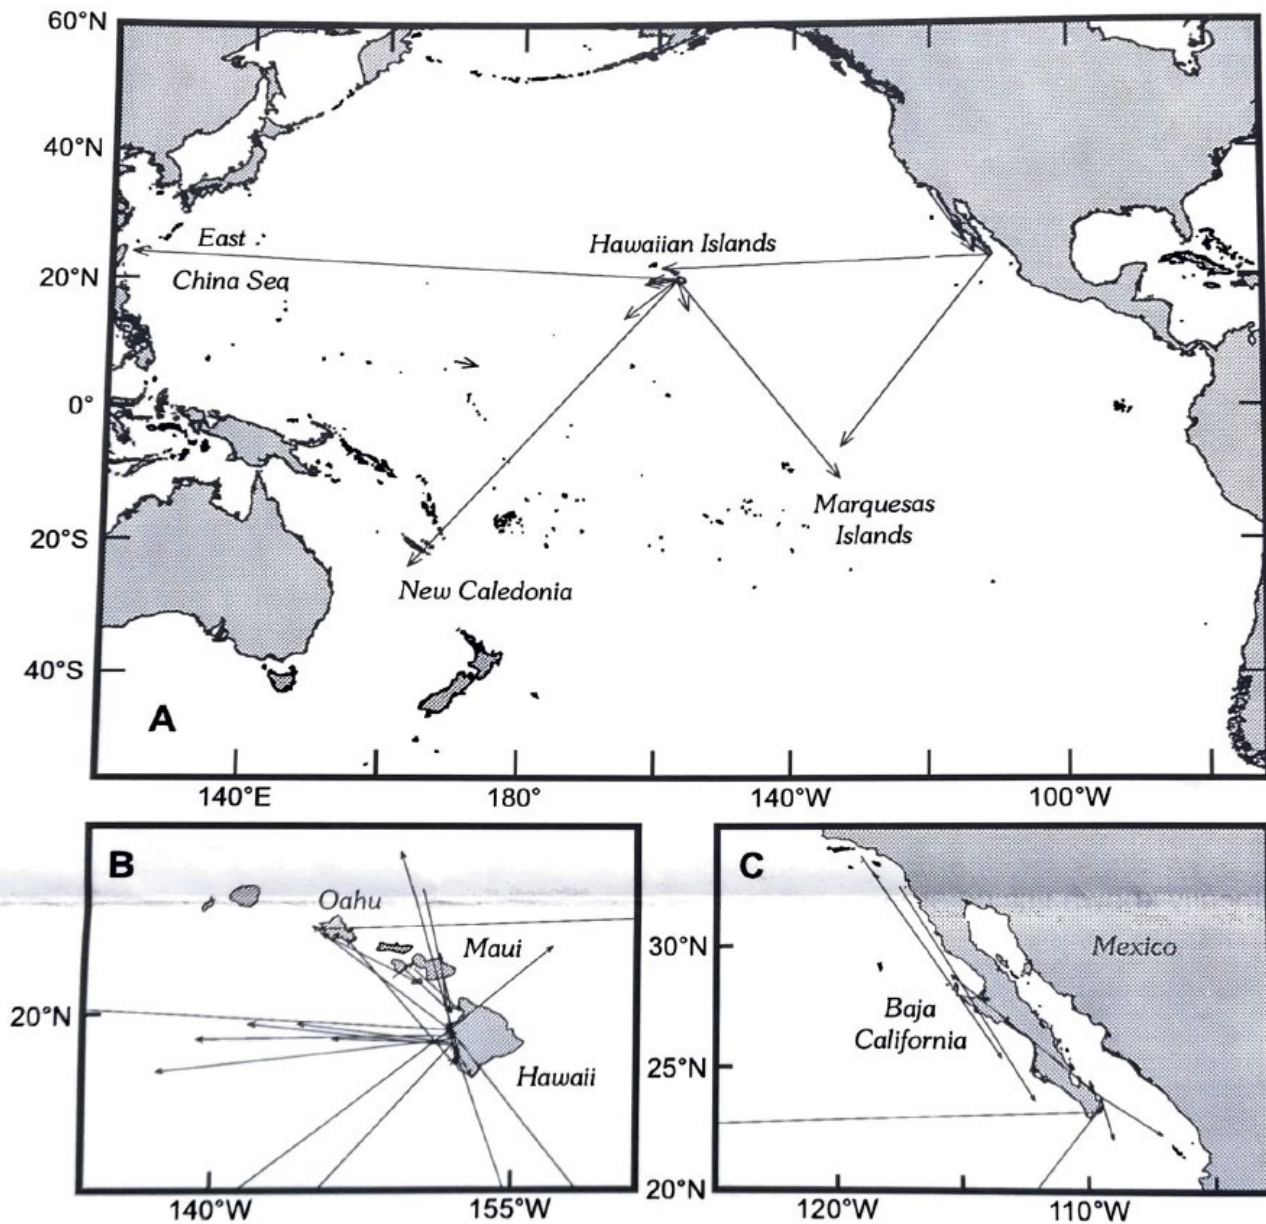 60°N
40°N
East
Hawaiian Islands
20°N
China Sea
0°
Marquesas
Islands
20°S
New Caledonia
40°S
A
140°E
180°
140°W
100°W
B
Oahu
Maui
20°N
Hawaii
140°W
155°W
C
30°N
Mexico
Baja
California
25°N
20°N
120°W
110°W